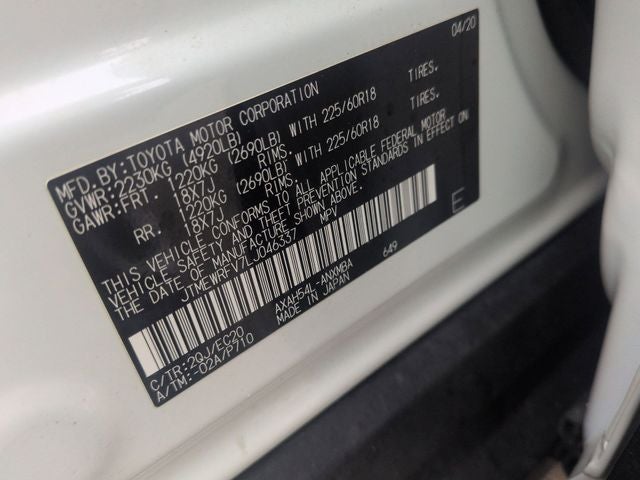 MFD.BY:TOYOTA MOTOR CORPORATION 04/20
GVWR:2230KG (4920LB)
GAWR:FRT. 1220KG (2690LB) WITH 225/60R18 TIRES.
18X7J RIMS.
RR. 1220KG (2690LB) WITH 225/60R18 TIRES.
18X7J RIMS.
THIS VEHICLE CONFORMS TO ALL APPLICABLE FEDERAL MOTOR
VEHICLE SAFETY AND BUMPER STANDARDS IN EFFECT ON
THE DATE OF MANUFACTURE SHOWN ABOVE.
JTMEWRFV7LJ046337 MPV E
C/TR:2QJ/EC20 AXAH54L-ANXMBA 649
A/TM:-02A/P710 MADE IN JAPAN